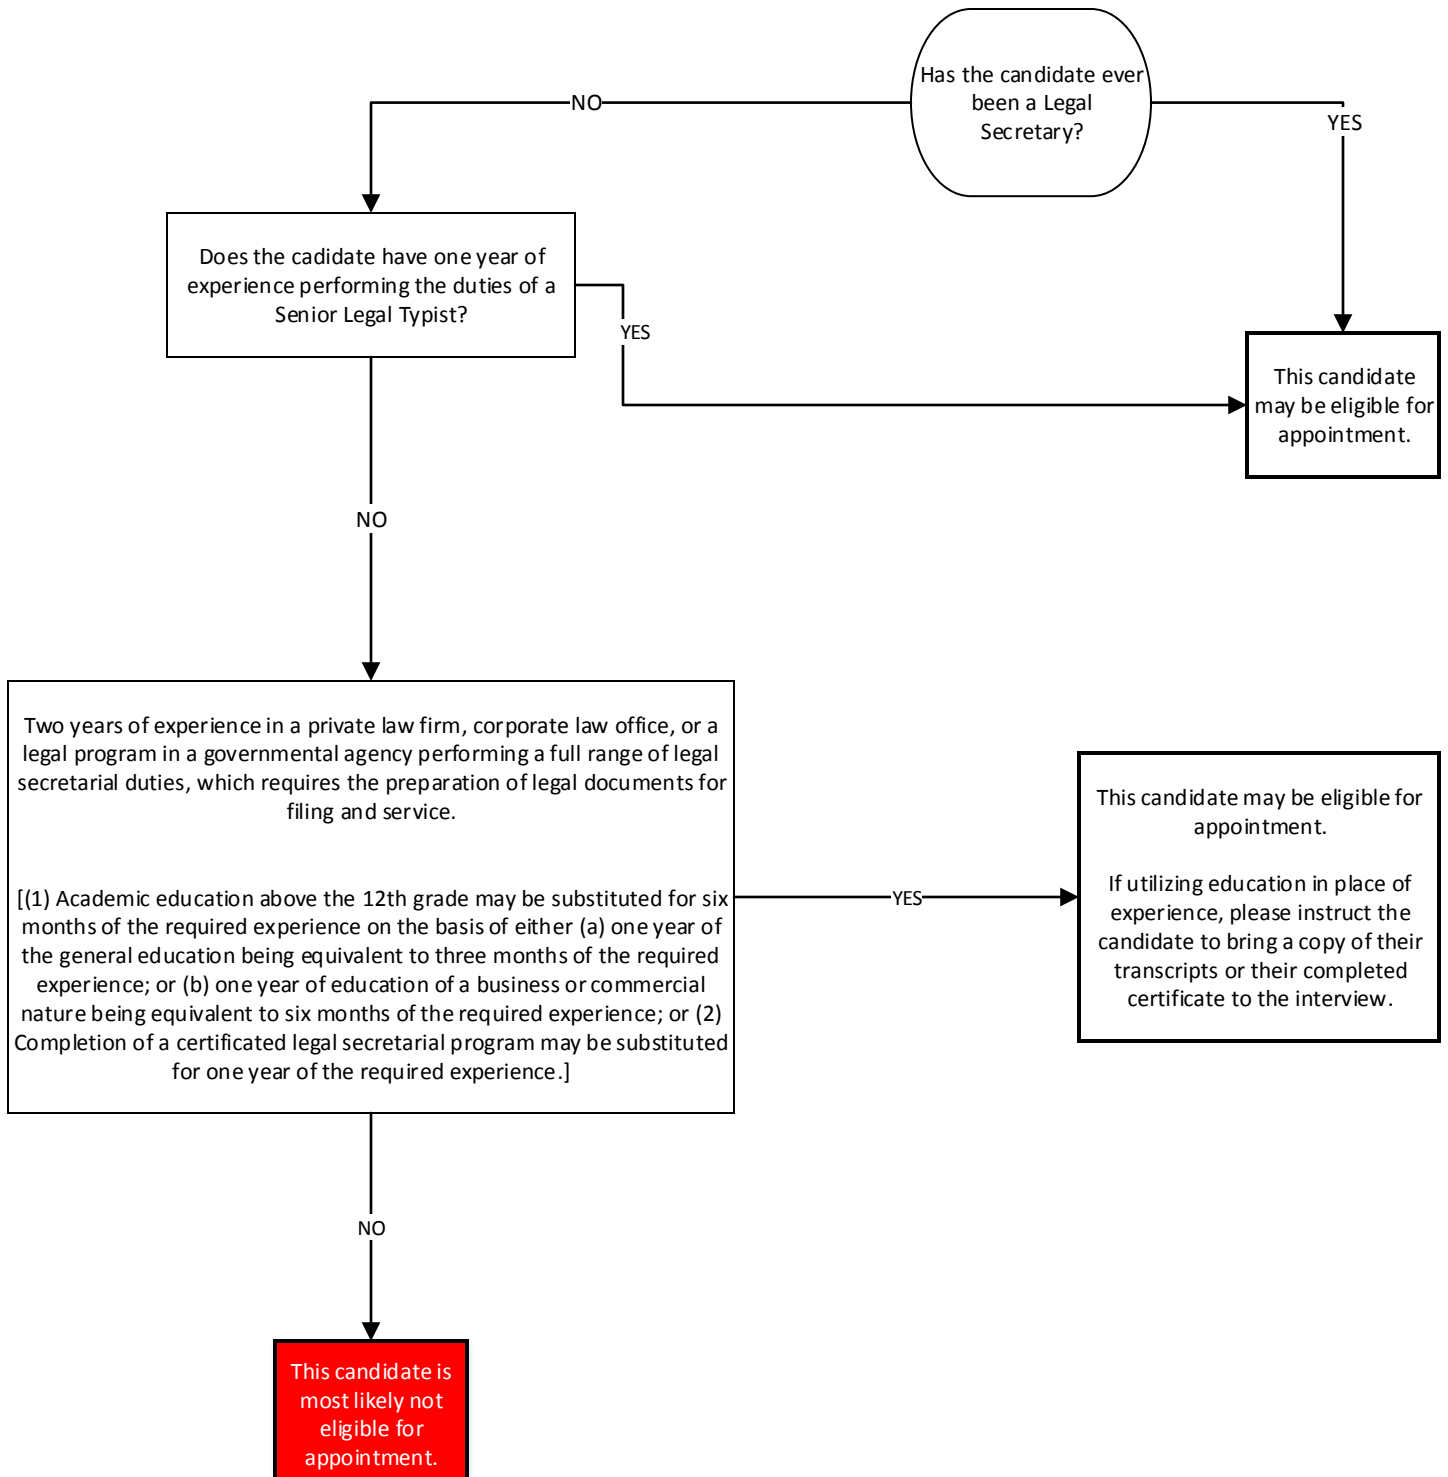 Has the candidate ever
been a Legal
Secretary?
NO
YES
Does the cadidate have one year of
experience performing the duties of a
Senior Legal Typist?
YES
This candidate
may be eligible for
appointment.
NO
Two years of experience in a private law firm, corporate law office, or a
legal program in a governmental agency performing a full range of legal
secretarial duties, which requires the preparation of legal documents for
filing and service.
[(1) Academic education above the 12th grade may be substituted for six
months of the required experience on the basis of either (a) one year of
the general education being equivalent to three months of the required
experience; or (b) one year of education of a business or commercial
nature being equivalent to six months of the required experience; or (2)
Completion of a certificated legal secretarial program may be substituted
for one year of the required experience.]
YES
This candidate may be eligible for
appointment.
If utilizing education in place of
experience, please instruct the
candidate to bring a copy of their
transcripts or their completed
certificate to the interview.
NO
This candidate is
most likely not
eligible for
appointment.